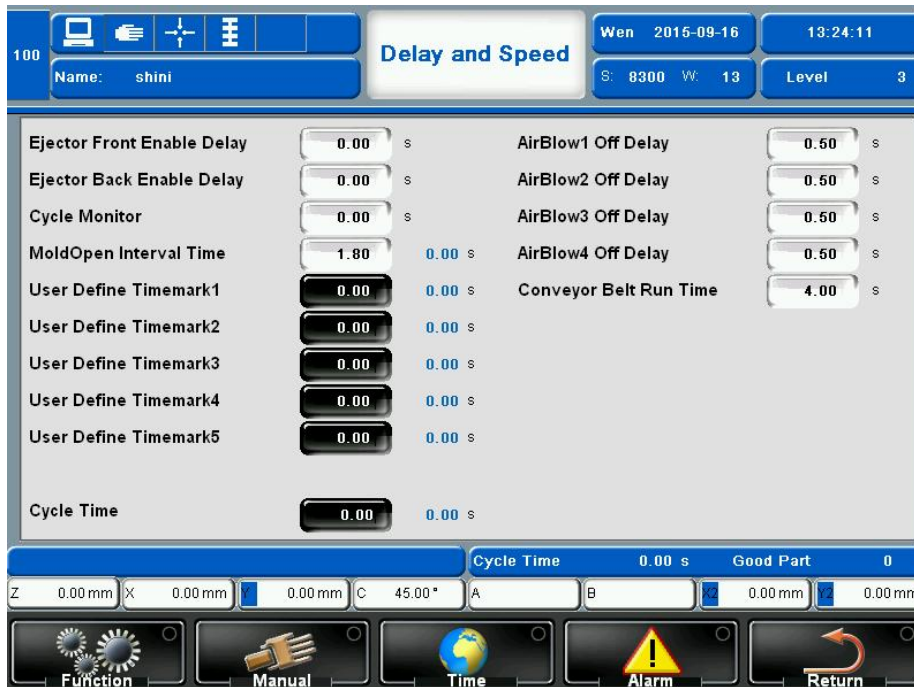 100
Name: shini
Delay and Speed
Wen 2015-09-16
13:24:11
S: 8300 W: 13
Level 3
Ejector Front Enable Delay 0.00 s
Ejector Back Enable Delay 0.00 s
Cycle Monitor 0.00 s
MoldOpen Interval Time 1.80 0.00 s
User Define Timemark1 0.00 0.00 s
User Define Timemark2 0.00 0.00 s
User Define Timemark3 0.00 0.00 s
User Define Timemark4 0.00 0.00 s
User Define Timemark5 0.00 0.00 s
Cycle Time 0.00 0.00 s
AirBlow1 Off Delay 0.50 s
AirBlow2 Off Delay 0.50 s
AirBlow3 Off Delay 0.50 s
AirBlow4 Off Delay 0.50 s
Conveyor Belt Run Time 4.00 s
Cycle Time 0.00 s Good Part 0
Z 0.00 mm X 0.00 mm Y 0.00 mm C 45.00° A B X2 0.00 mm Y2 0.00 mm
Function Manual Time Alarm Return